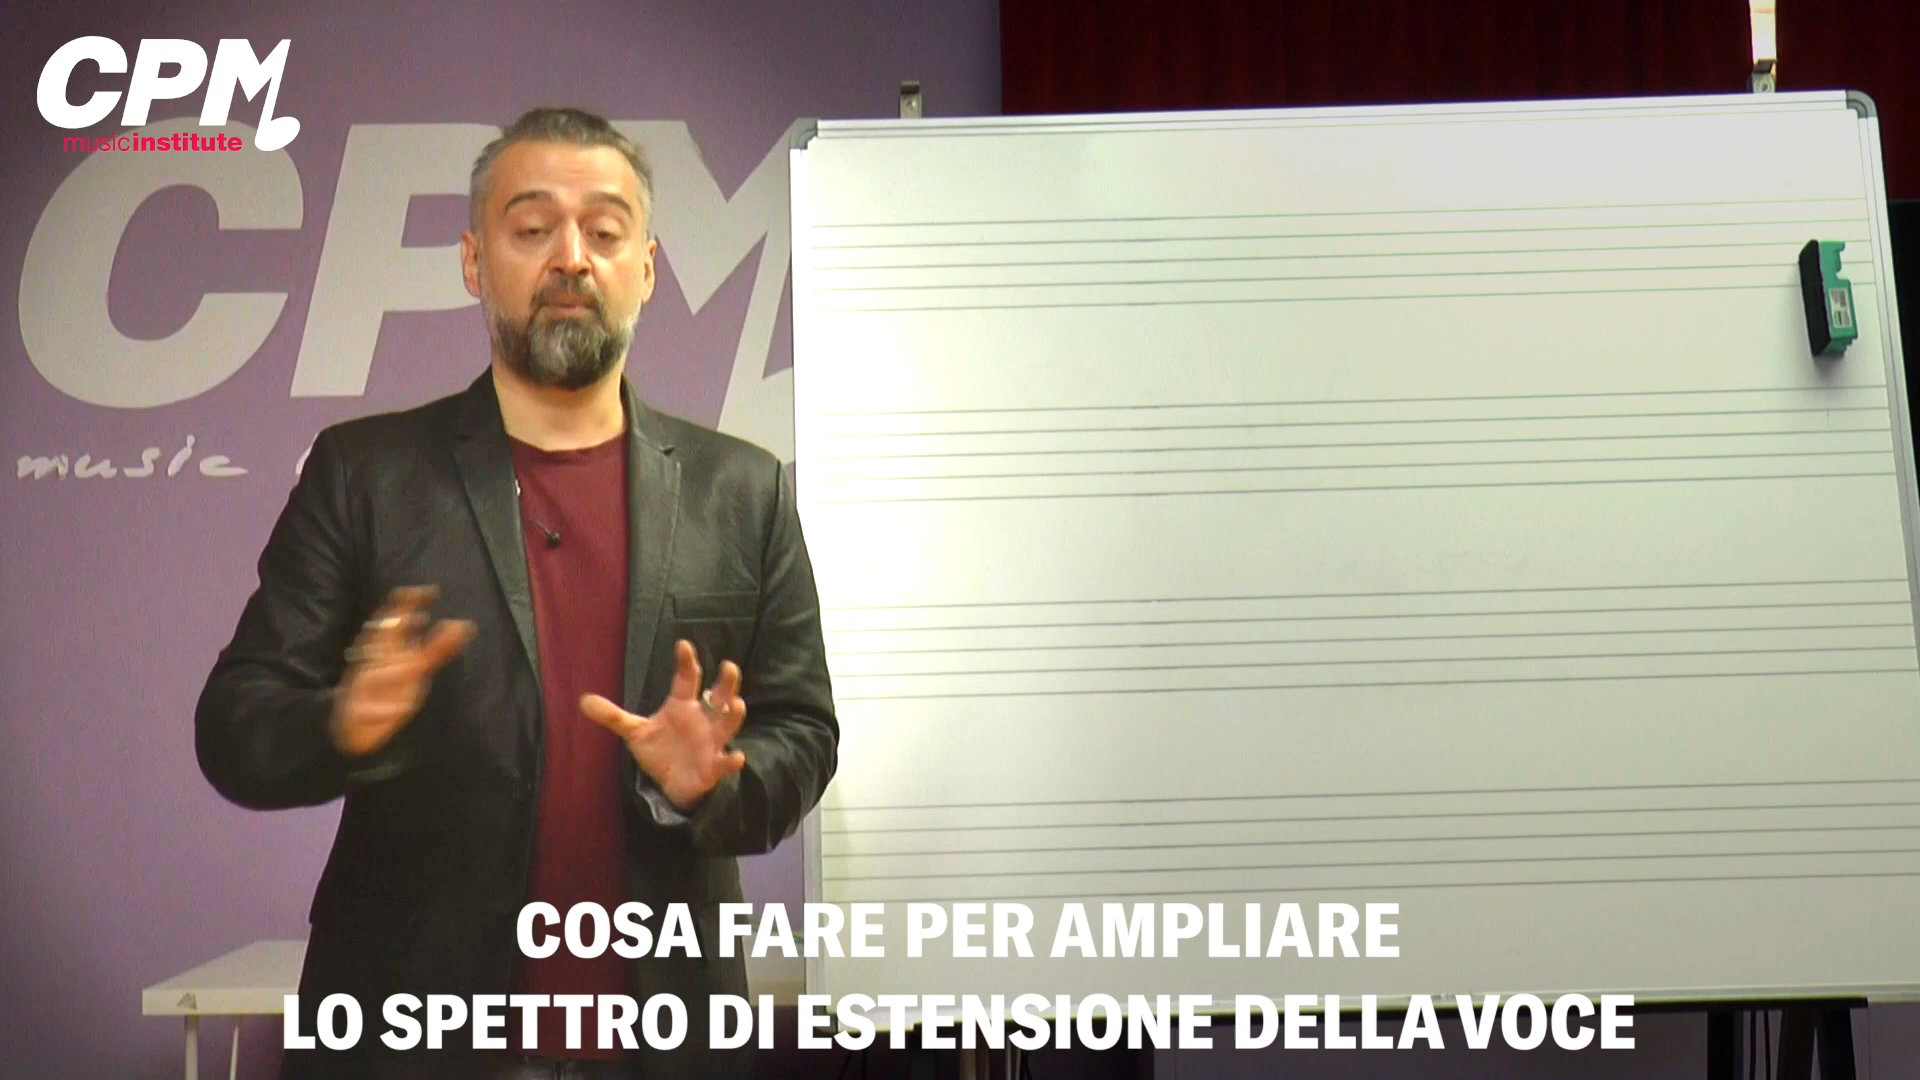 CPM
musicinstitute
CPM
music
COSA FARE PER AMPLIARE
LO SPETTRO DI ESTENSIONE DELLA VOCE